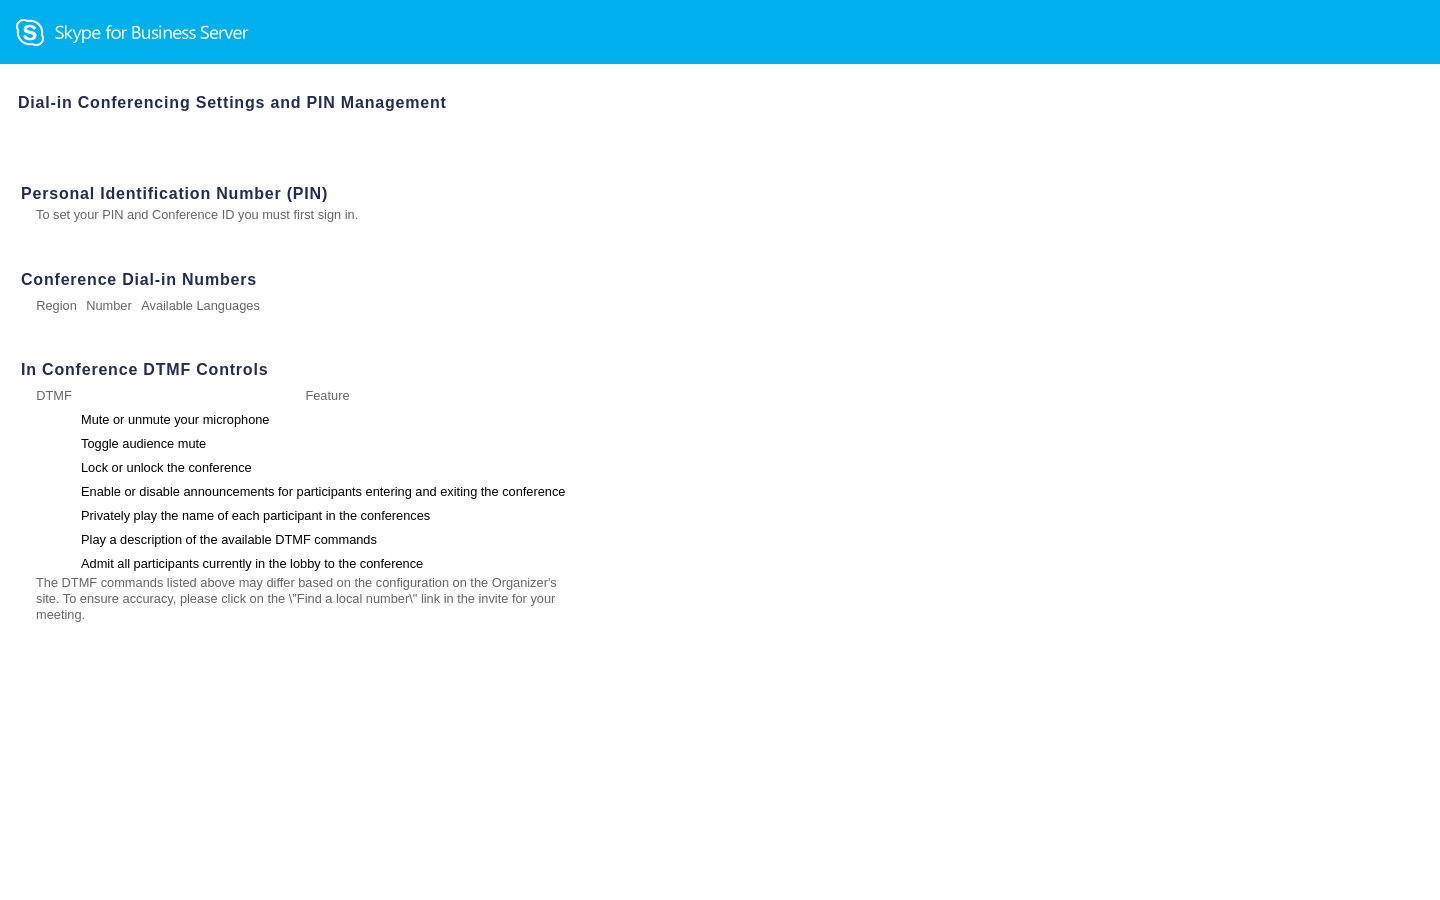 Skype for Business Server
Dial-in Conferencing Settings and PIN Management
Personal Identification Number (PIN)
To set your PIN and Conference ID you must first sign in.
Conference Dial-in Numbers
Region Number Available Languages
In Conference DTMF Controls
DTMF Feature
Mute or unmute your microphone
Toggle audience mute
Lock or unlock the conference
Enable or disable announcements for participants entering and exiting the conference
Privately play the name of each participant in the conferences
Play a description of the available DTMF commands
Admit all participants currently in the lobby to the conference
The DTMF commands listed above may differ based on the configuration on the Organizer's
site. To ensure accuracy, please click on the \"Find a local number\" link in the invite for your
meeting.